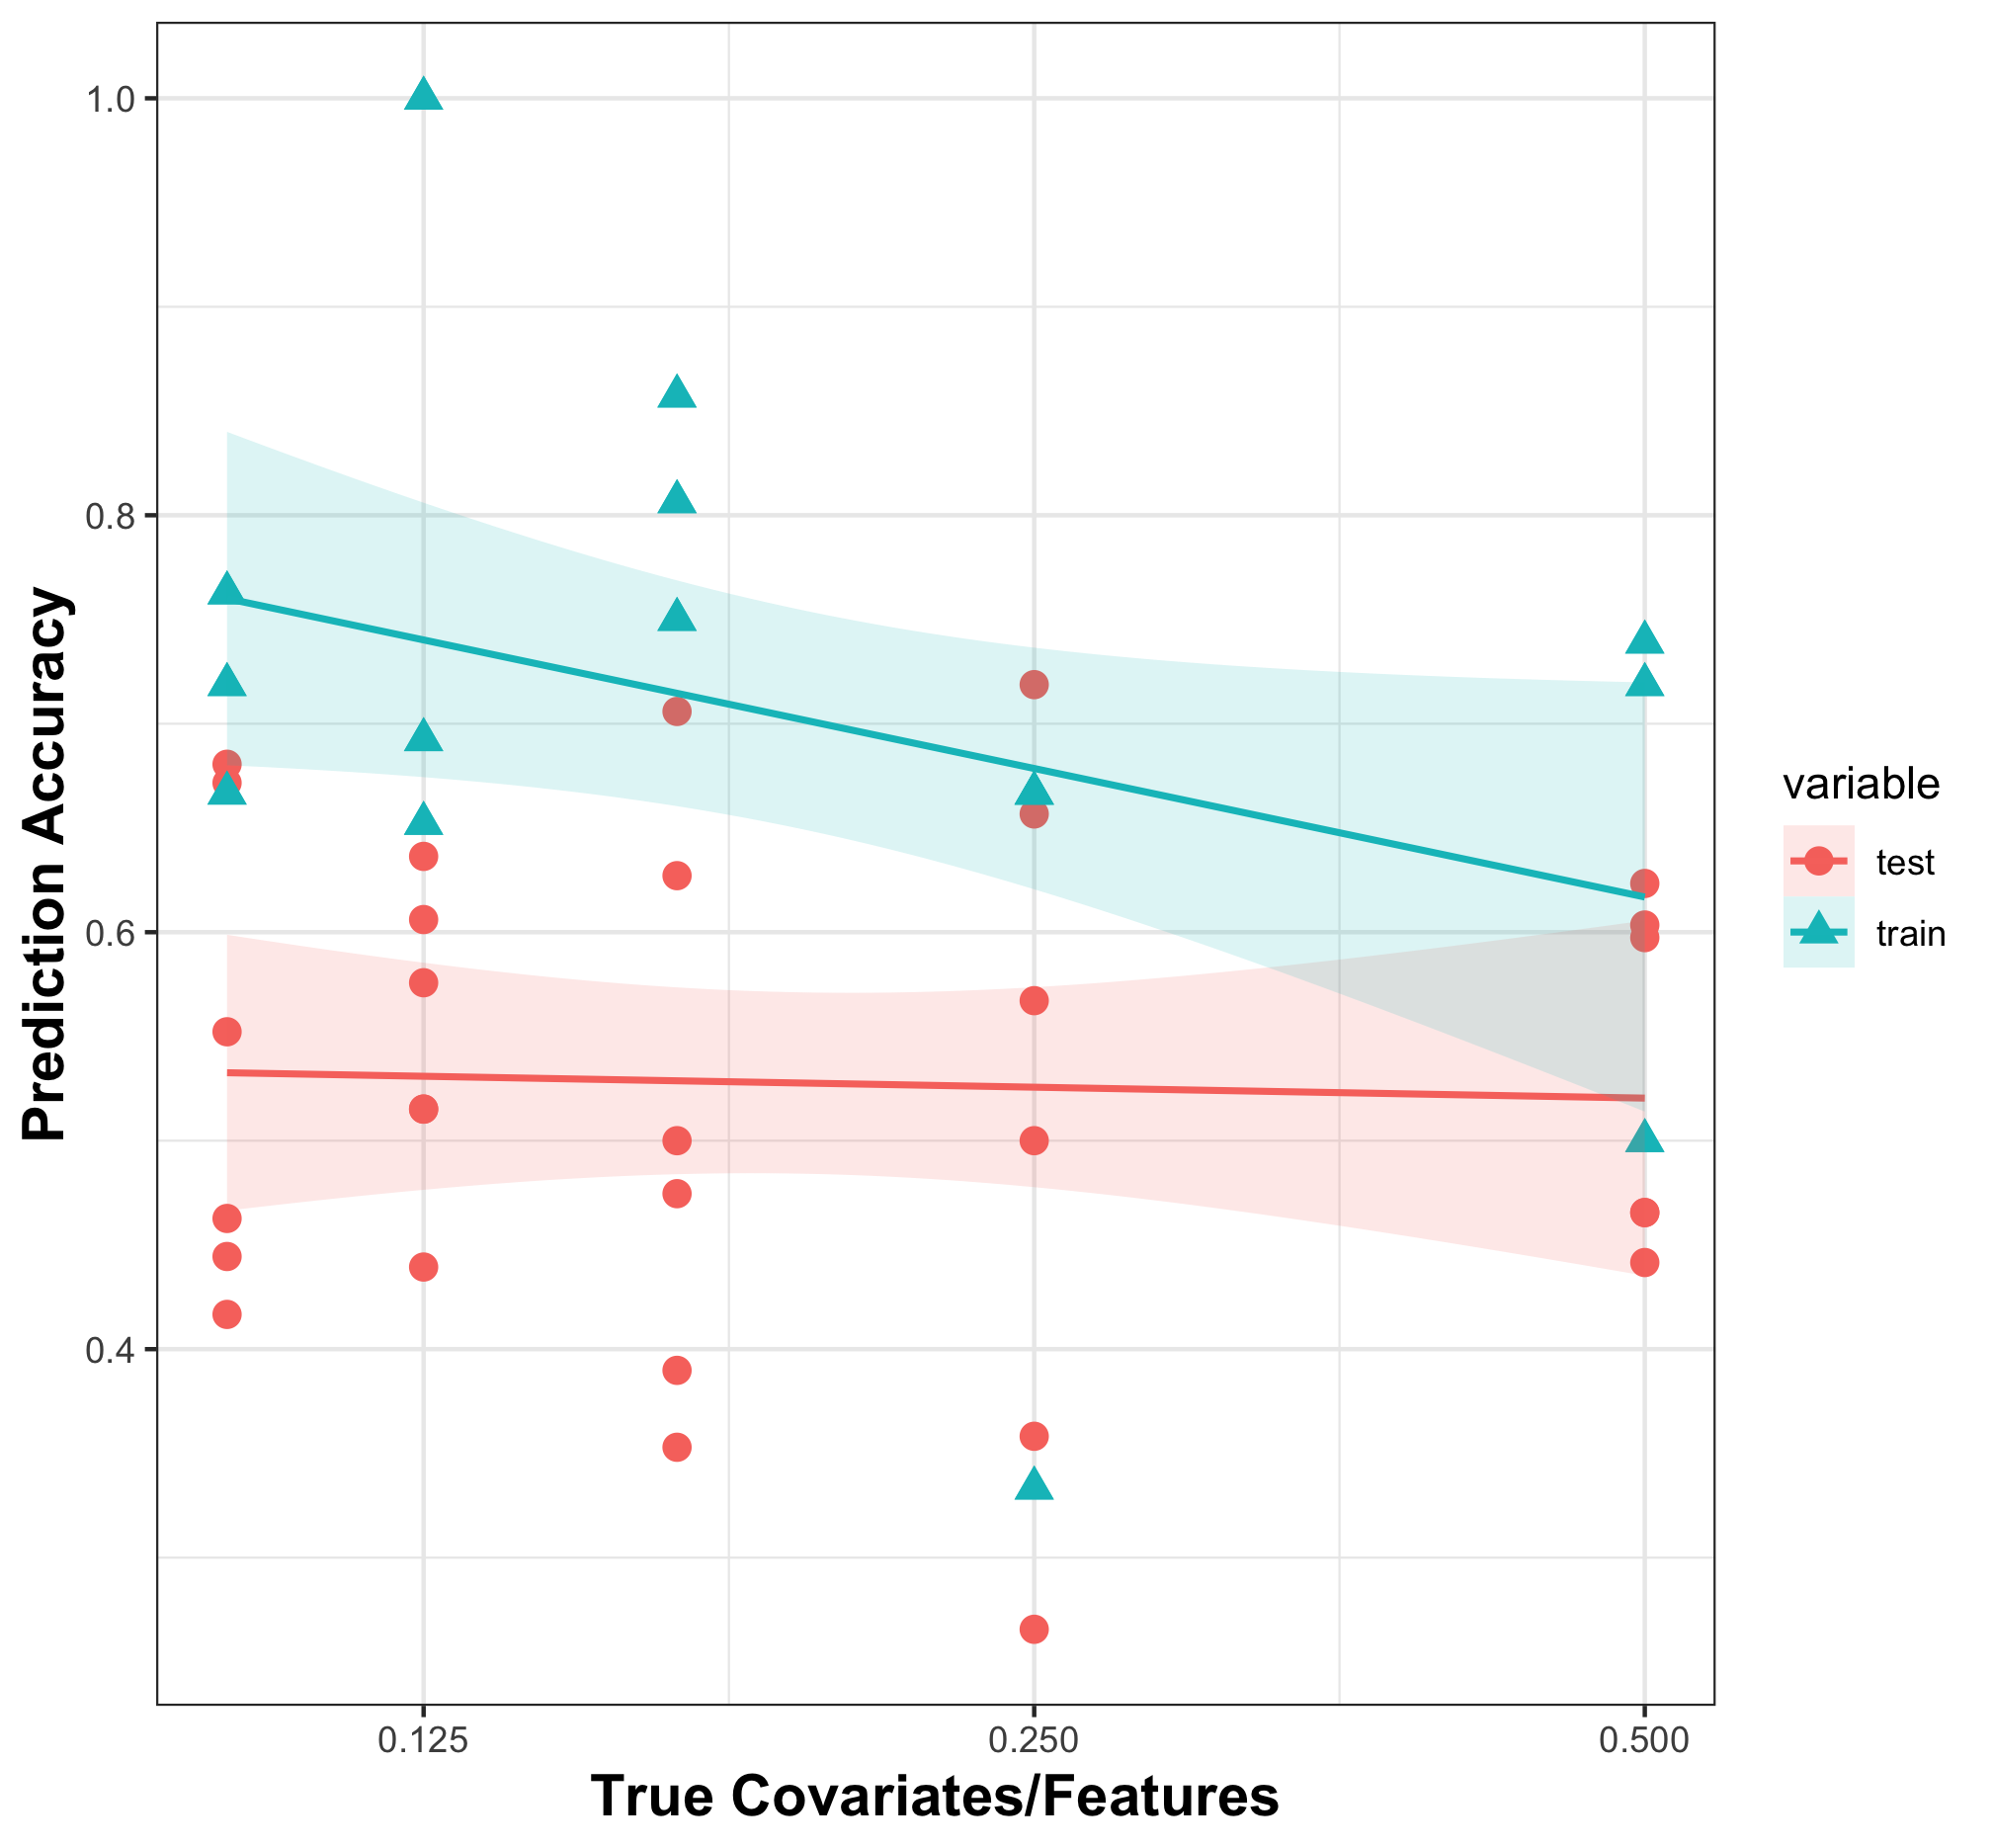 Prediction Accuracy
1.0
0.8
0.6
0.4
0.125
0.250
0.500
True Covariates/Features
variable
test
train